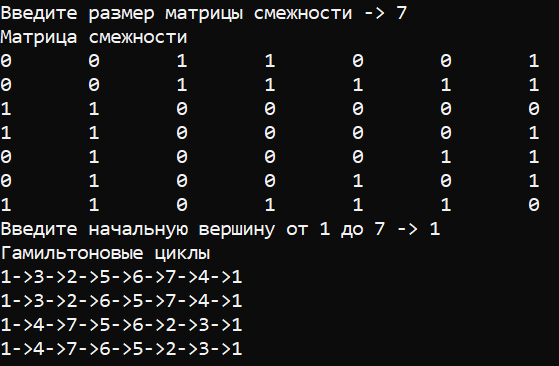 Введите размер матрицы смежности -> 7
Матрица смежности
0 0 1 1 0 0 1
0 0 1 1 1 1 1
1 1 0 0 0 0 0
1 1 0 0 0 0 1
0 1 0 0 0 1 1
0 1 0 0 1 0 1
1 1 0 1 1 1 0
Введите начальную вершину от 1 до 7 -> 1
Гамильтоновые циклы
1->3->2->5->6->7->4->1
1->3->2->6->5->7->4->1
1->4->7->5->6->2->3->1
1->4->7->6->5->2->3->1